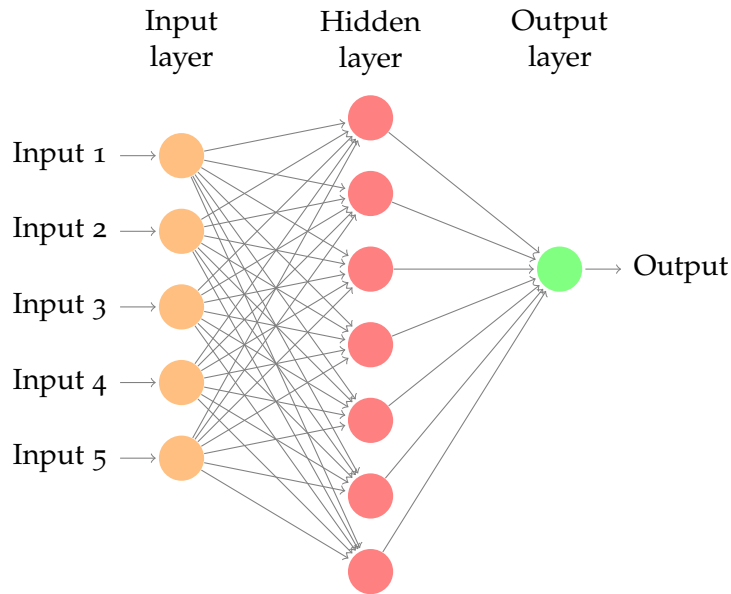 Input
layer
Hidden
layer
Output
layer
Input 1
Input 2
Input 3
Input 4
Input 5
Output